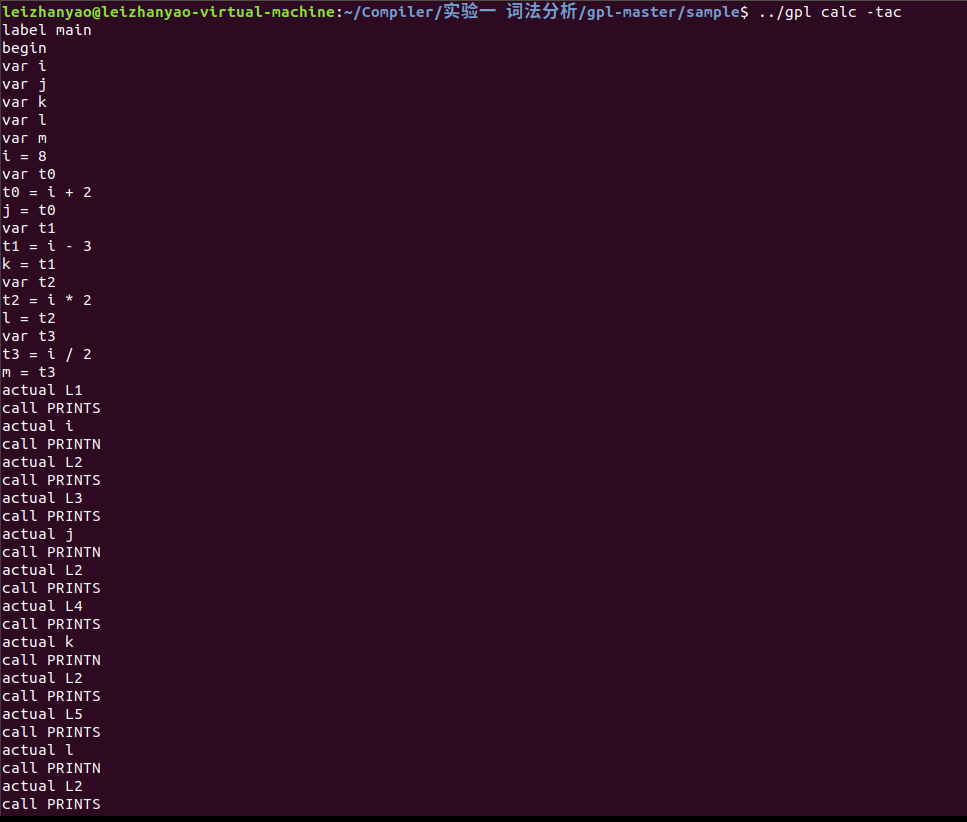 leizhanyao@leizhanyao-virtual-machine:~/Compiler/实验一 词法分析/gpl-master/sample$ ../gpl calc -tac
label main
begin
var i
var j
var k
var l
var m
i = 8
var t0
t0 = i + 2
j = t0
var t1
t1 = i - 3
k = t1
var t2
t2 = i * 2
l = t2
var t3
t3 = i / 2
m = t3
actual L1
call PRINTS
actual i
call PRINTN
actual L2
call PRINTS
actual L3
call PRINTS
actual j
call PRINTN
actual L2
call PRINTS
actual L4
call PRINTS
actual k
call PRINTN
actual L2
call PRINTS
actual L5
call PRINTS
actual l
call PRINTN
actual L2
call PRINTS